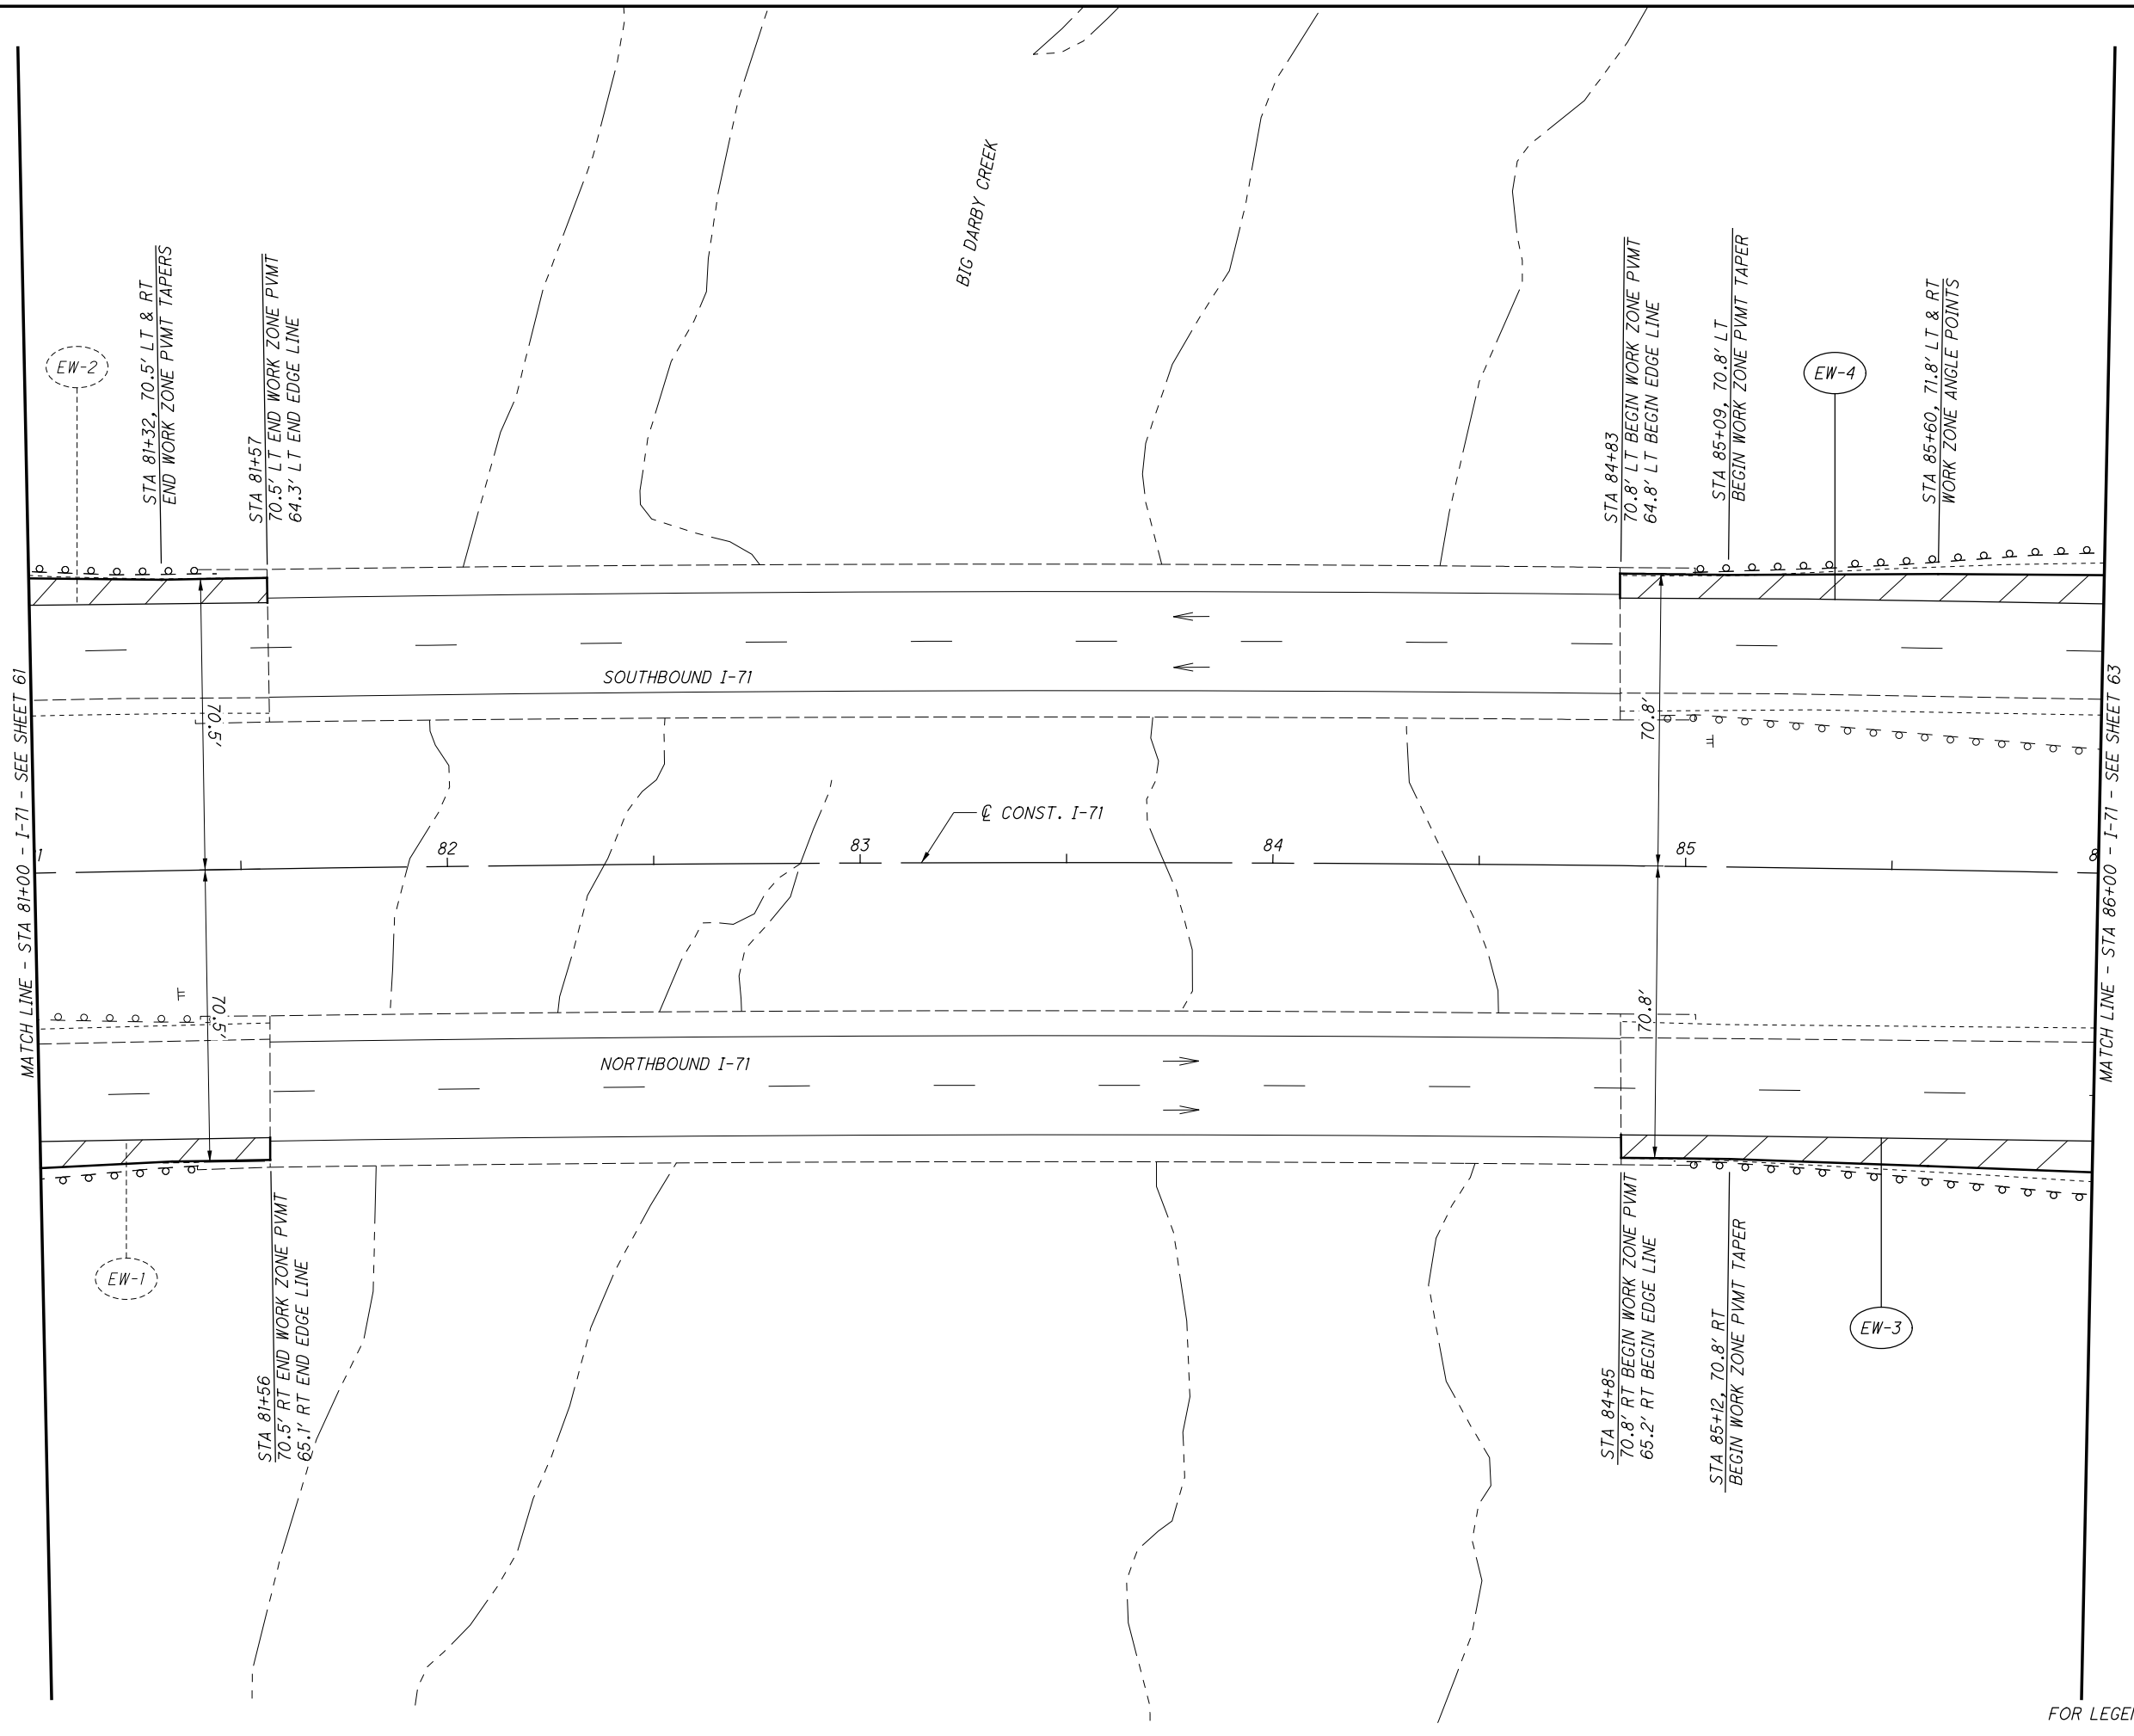 BIG DARBY CREEK
STA 81+32, 70.5' LT & RT
END WORK ZONE PVMT TAPERS
EW-2
STA 81+57
70.5' LT END WORK ZONE PVMT
64.3' LT END EDGE LINE
STA 84+83
70.8' LT BEGIN WORK ZONE PVMT
64.8' LT BEGIN EDGE LINE
STA 85+09, 70.8' LT
BEGIN WORK ZONE PVMT TAPER
EW-4
STA 85+60, 71.8' LT & RT
WORK ZONE ANGLE POINTS
SOUTHBOUND I-71
70.5'
70.8'
MATCH LINE - STA 81+00 - I-71 - SEE SHEET 61
MATCH LINE - STA 86+00 - I-71 - SEE SHEET 63
℄ CONST. I-71
1
82
83
84
85
8
70.5'
70.8'
NORTHBOUND I-71
EW-1
STA 81+56
70.5' RT END WORK ZONE PVMT
65.1' RT END EDGE LINE
STA 84+85
70.8' RT BEGIN WORK ZONE PVMT
65.2' RT BEGIN EDGE LINE
STA 85+12, 70.8' RT
BEGIN WORK ZONE PVMT TAPER
EW-3
FOR LEGE